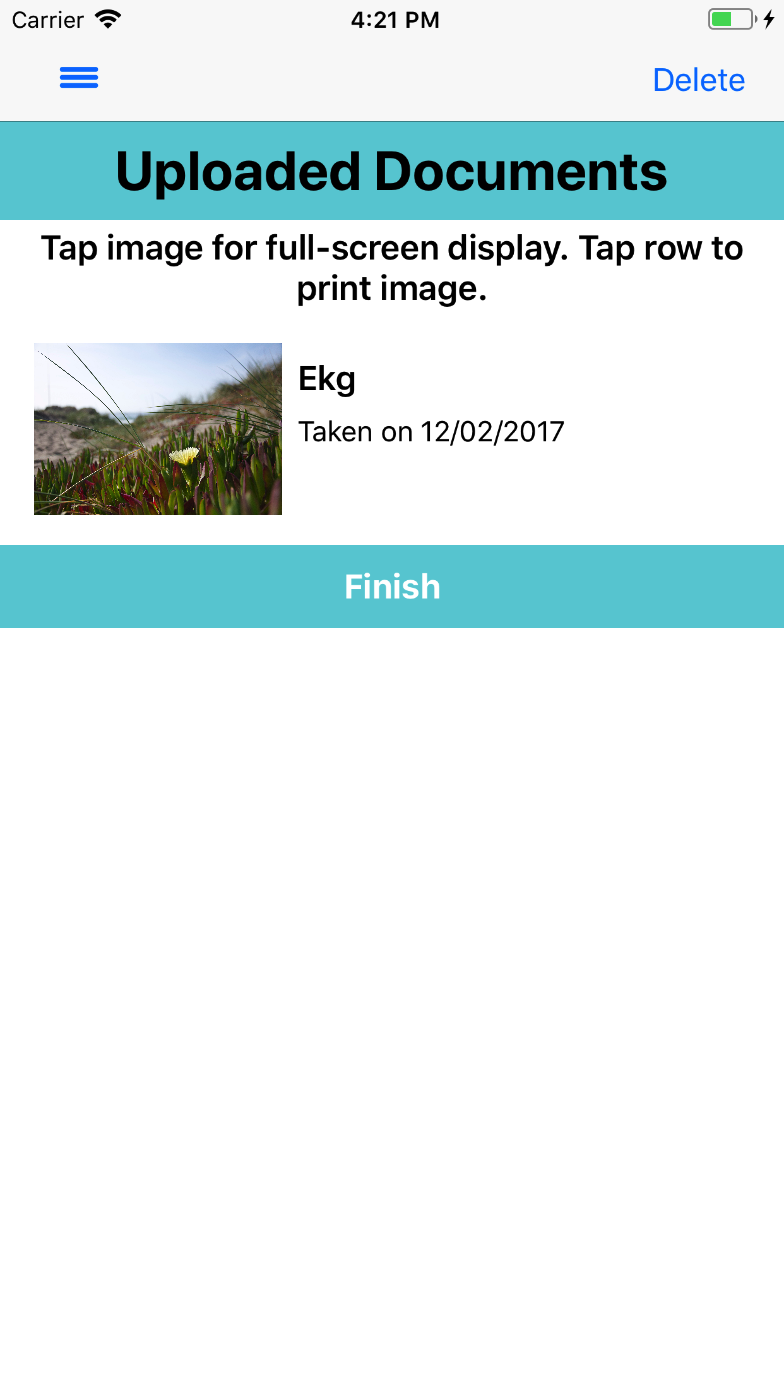 Carrier 4:21 PM
Delete
Uploaded Documents
Tap image for full-screen display. Tap row to
print image.
Ekg
Taken on 12/02/2017
Finish